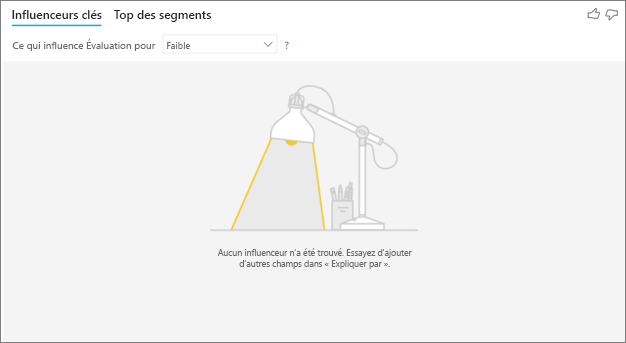 Influenceurs clés Top des segments
Ce qui influence Évaluation pour Faible ?
Aucun influenceur n'a été trouvé. Essayez d'ajouter
d'autres champs dans « Expliquer par ».